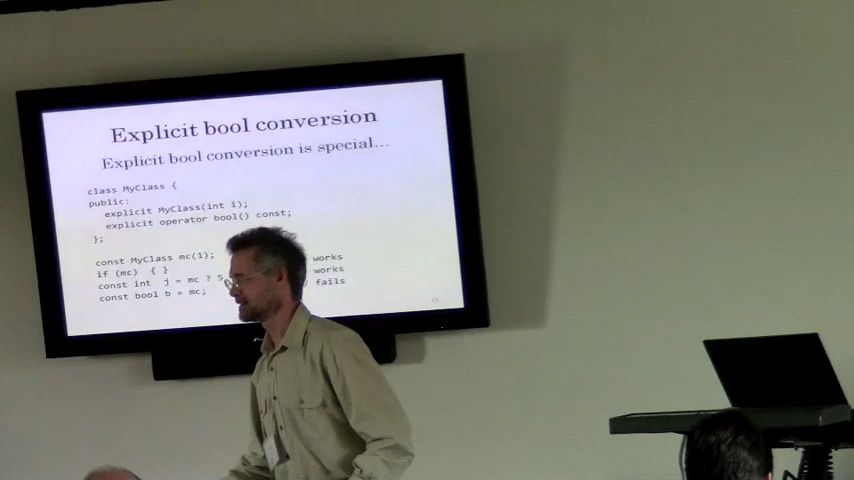 Explicit bool conversion
Explicit bool conversion is special...
class MyClass {
public:
explicit MyClass(int i);
explicit operator bool() const;
};
const MyClass mc(1);
if (mc) { } works
const int j = mc ? 5 works
const bool b = mc; fails